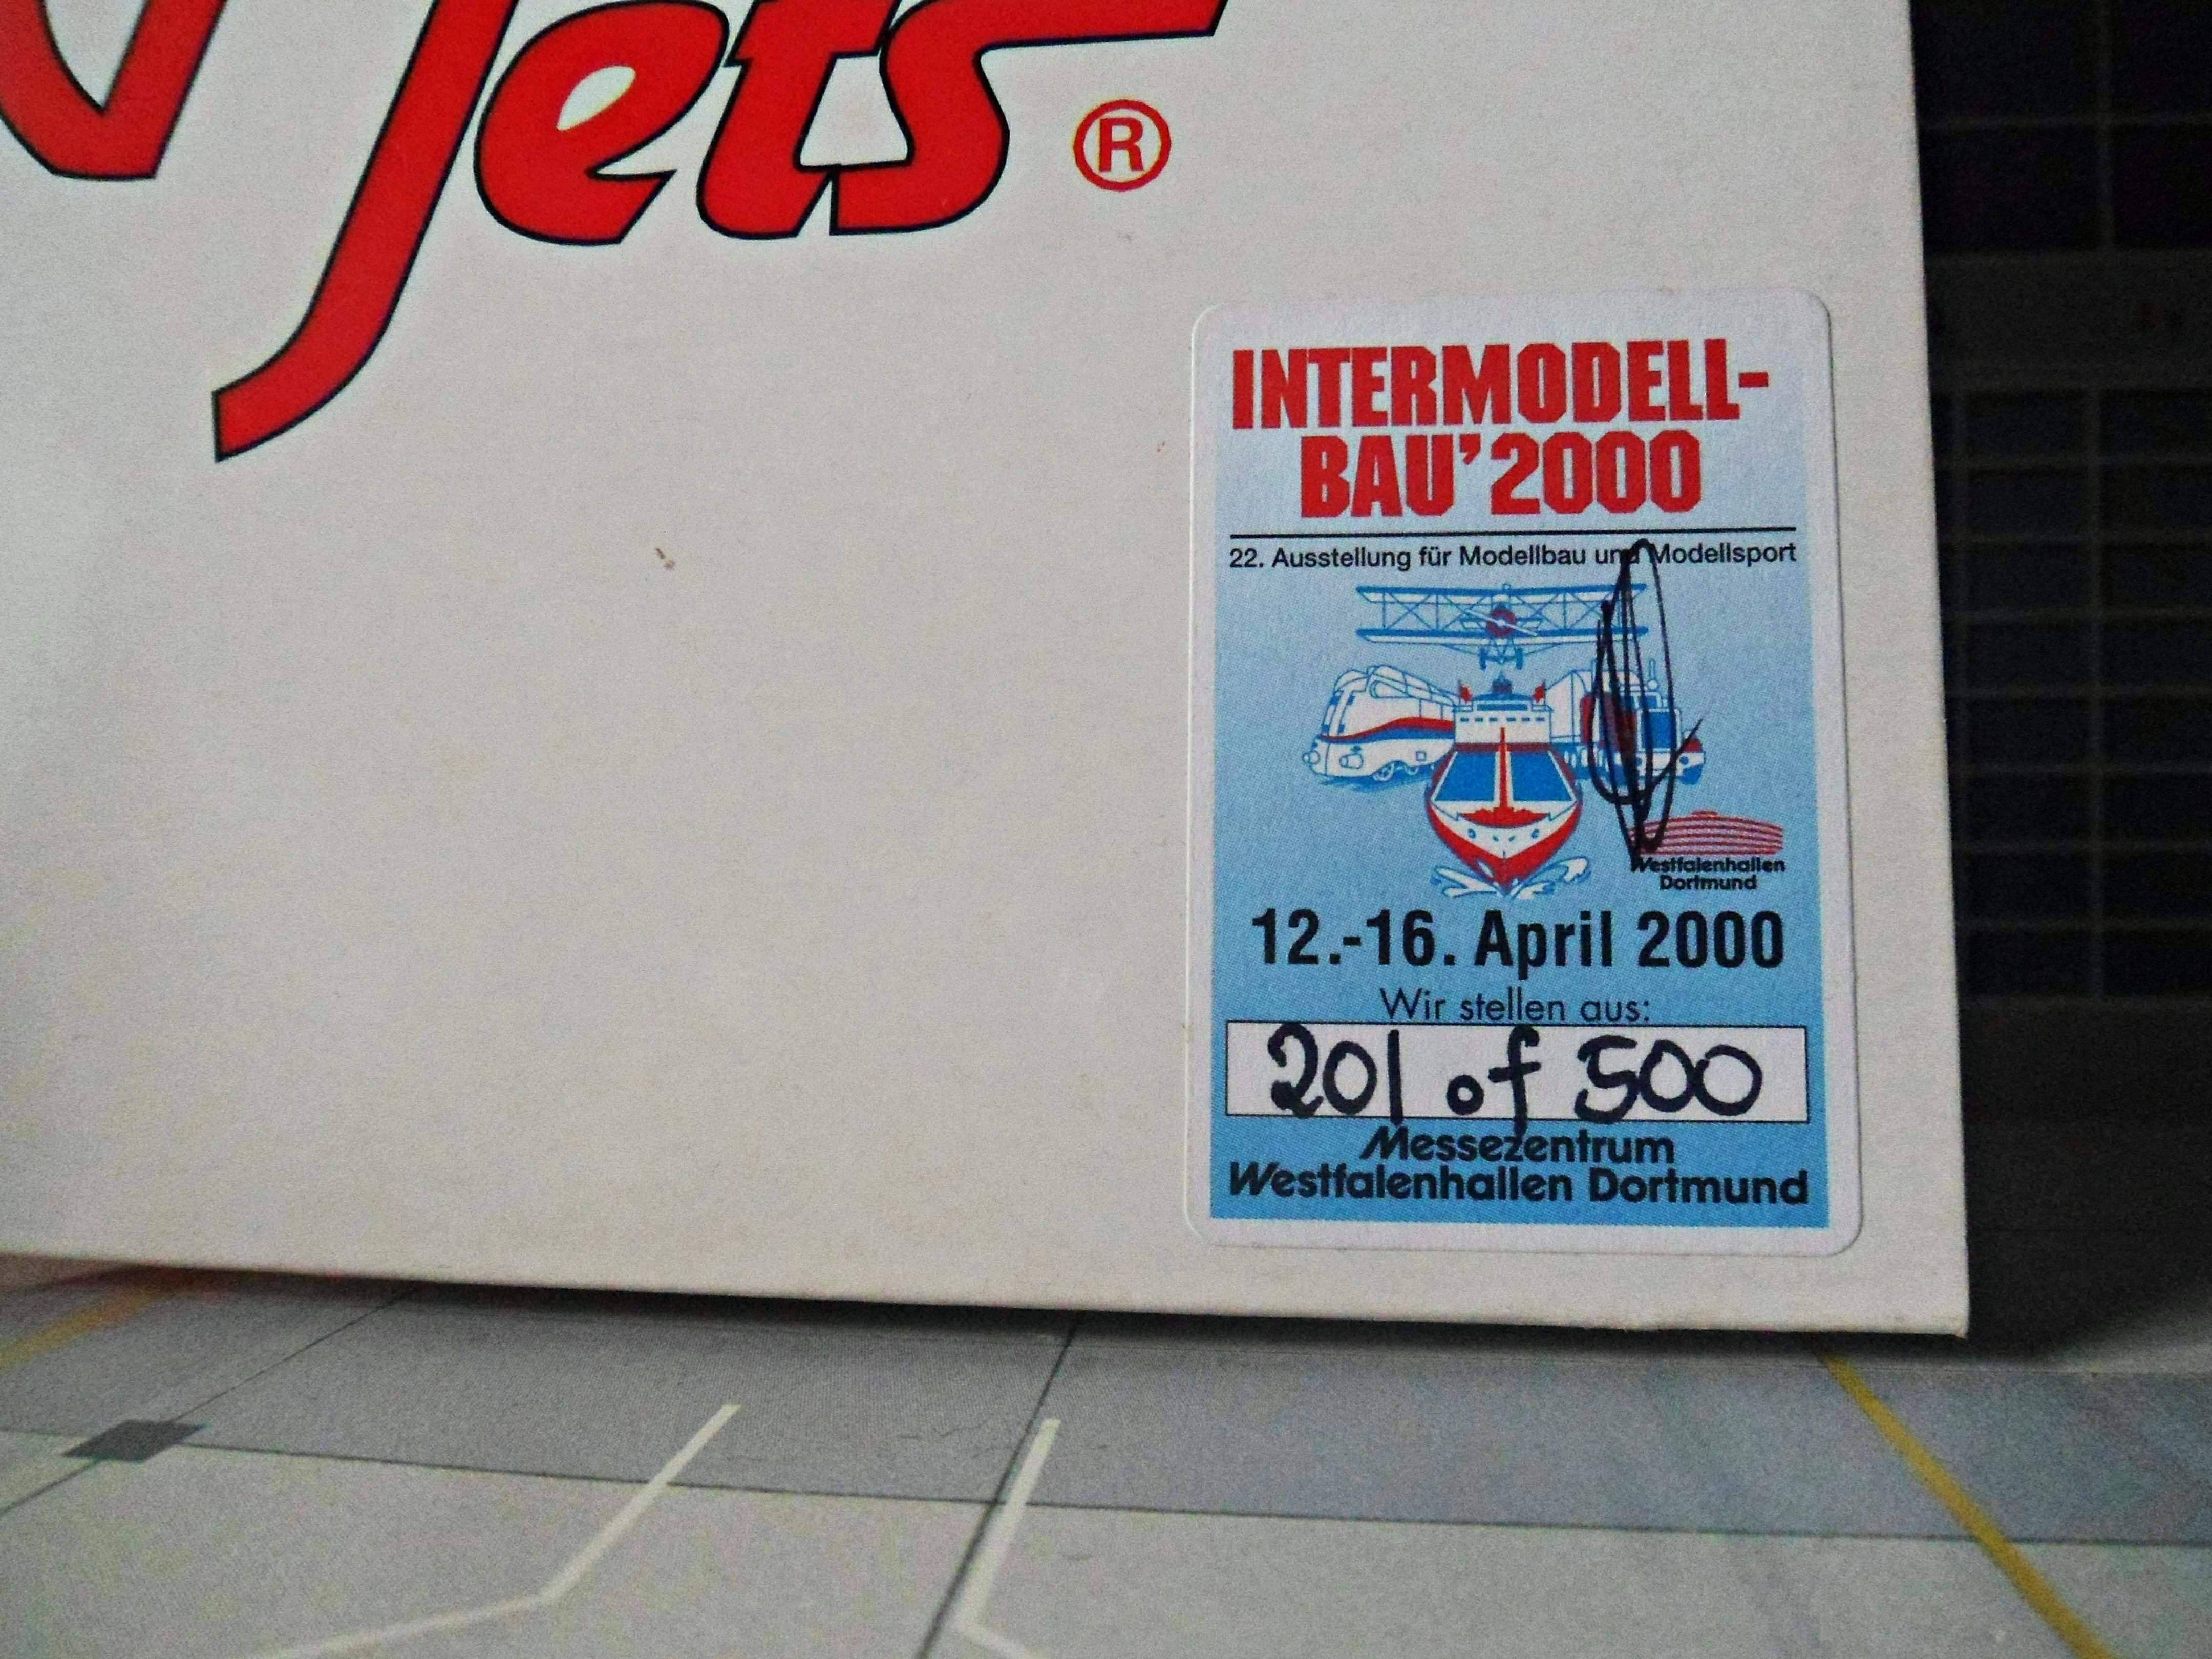 Jets ®
INTERMODELL-
BAU'2000
22. Ausstellung für Modellbau und Modellsport
Westfalenhallen
Dortmund
12.-16. April 2000
Wir stellen aus:
201 of 500
Messezentrum
Westfalenhallen Dortmund